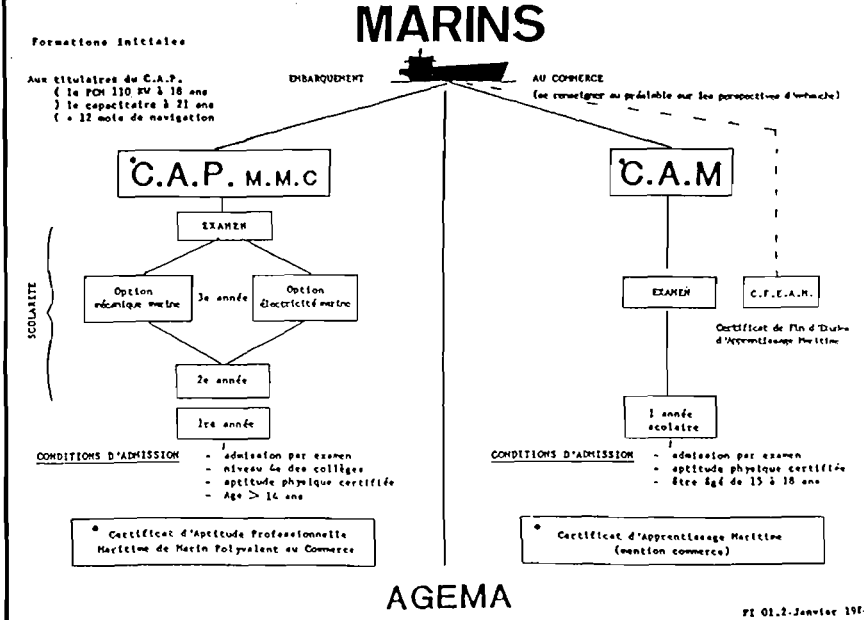 MARINS
Formations initiales
Aux titulaires du C.A.P.
( le PCM 110 KW à 18 ans
) le capacitaire à 21 ans
( + 12 mois de navigation
EMBARQUEMENT
AU COMMERCE
(se renseigner au préalable sur les perspectives d'embauche)
*C.A.P. M.M.C
EXAMEN
SCOLARITE
Option
mécanique marine
3e année
Option
électricité marine
2e année
1re année
CONDITIONS D'ADMISSION
- admission par examen
- niveau 4e des collèges
- aptitude physique certifiée
- Age > 14 ans
* Certificat d'Aptitude Professionnelle
Maritime de Marin Polyvalent au Commerce
*C.A.M
EXAMEN
C.F.E.A.M.
Certificat de Fin d'Etudes
d'Apprentissage Maritime
1 année
scolaire
CONDITIONS D'ADMISSION
- admission par examen
- aptitude physique certifiée
- être âgé de 15 à 18 ans
* Certificat d'Apprentissage Maritime
(mention commerce)
AGEMA
FI 01.2-Janvier